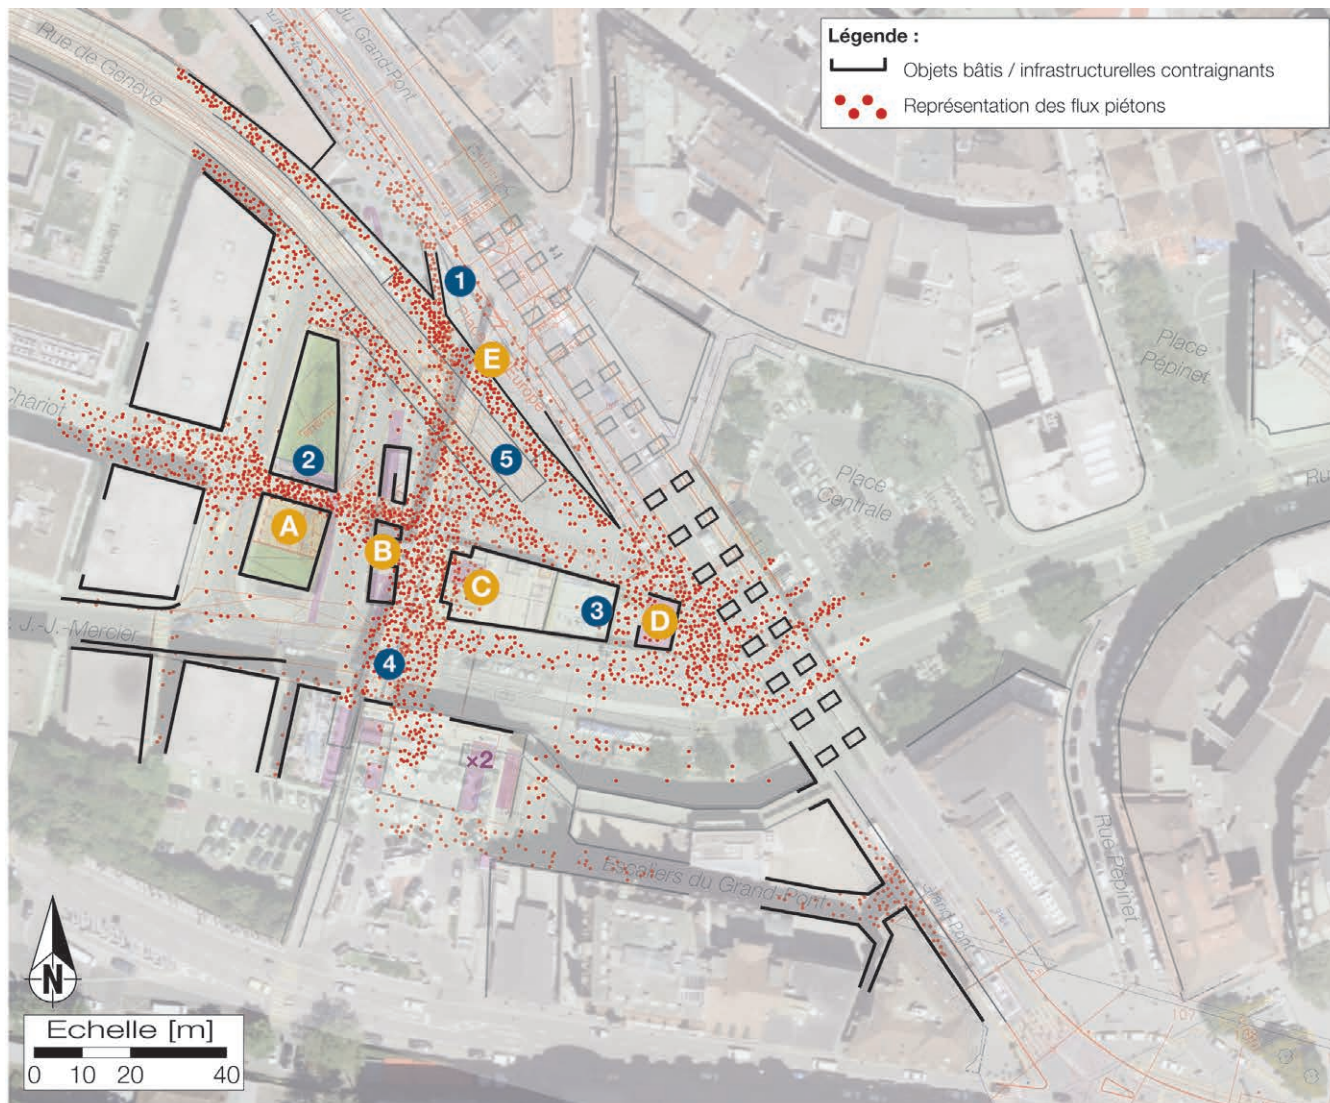 Légende :
Objets bâtis / infrastructurelles contraignants
Représentation des flux piétons
Rue de Genève
du Grand-Pont
1
Place
Pépinet
E
Europe
Chariot
2
5
Place
Centrale
A
B
C
3
D
J.-J.-Mercier
4
×2
Escaliers du Grand-Pont
Grand-Pont
Rue Pépinet
N
Echelle [m]
0 10 20 40
107